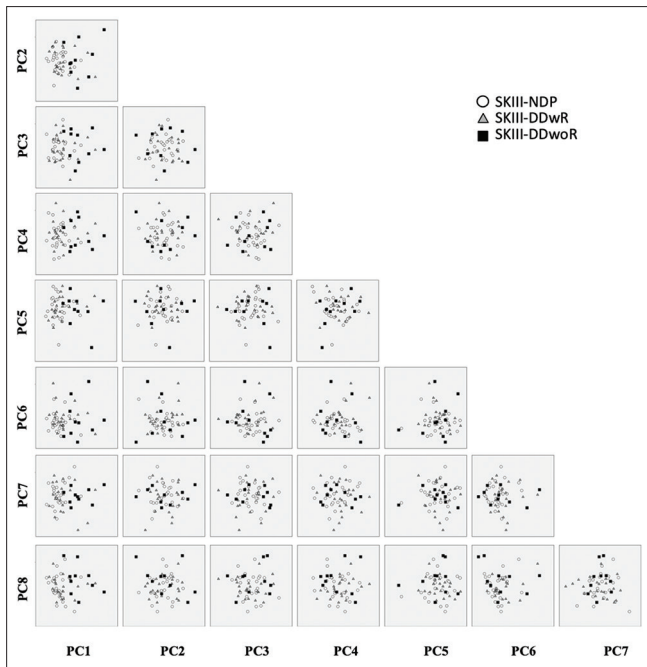 PC2
PC3
PC4
PC5
PC6
PC7
PC8
SKIII-NDP
SKIII-DDwR
SKIII-DDwoR
PC1 PC2 PC3 PC4 PC5 PC6 PC7